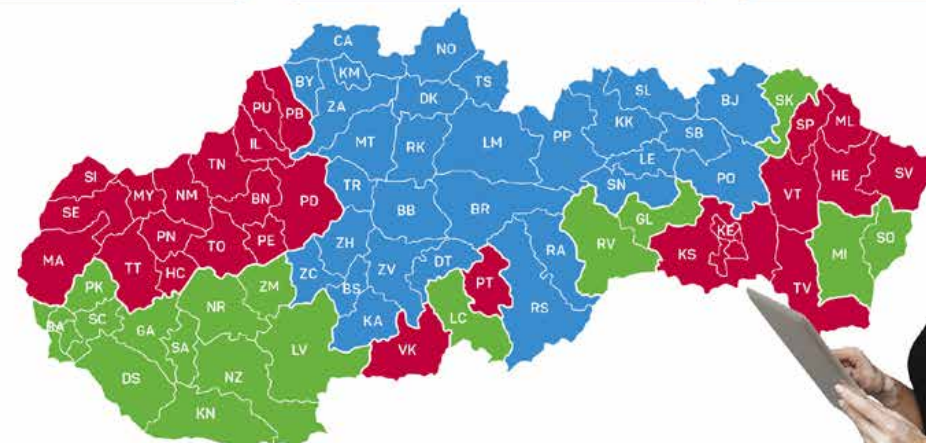 CA
NO
BY
KM
TS
ZA
DK
SL
BJ
SK
PU
PB
SP
ML
IL
MT
RK
LM
PP
KK
SB
TN
LE
HE
SV
SI
MY
NM
BN
PD
TR
SN
PO
VT
SE
BB
BR
GL
PN
TO
PE
RV
KE
MA
TT
HC
ZH
ZV
DT
RA
KS
MI
SO
PK
ZM
ZC
BS
PT
TV
NR
BA
SC
GA
SA
KA
LC
RS
LV
VK
DS
NZ
KN